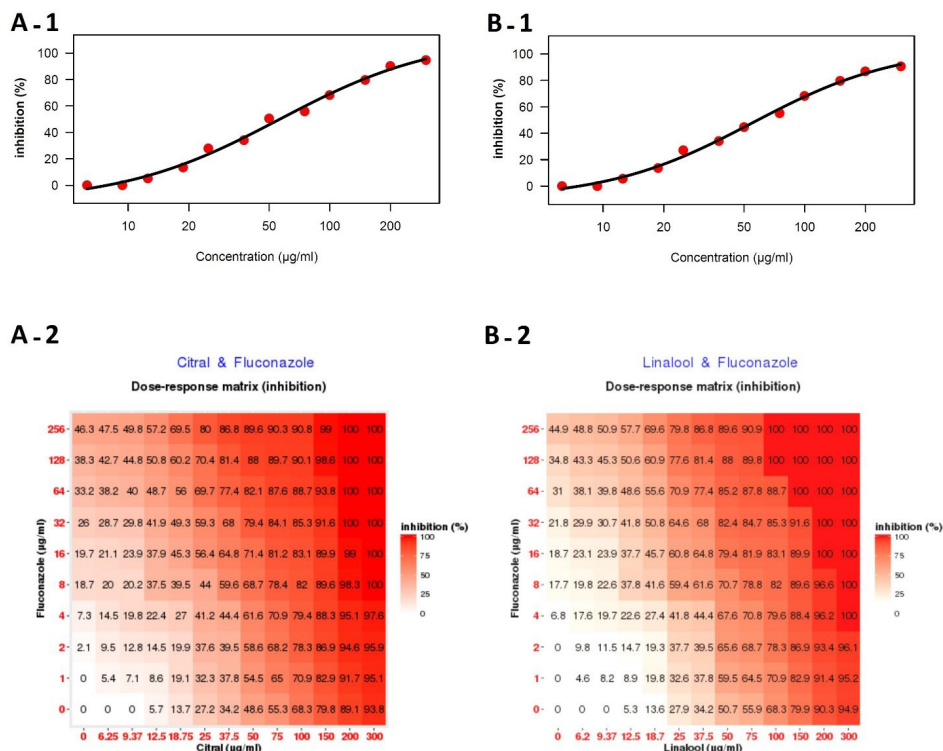 A - 1
inhibition (%)
100
80
60
40
20
0
10 20 50 100 200
Concentration (µg/ml)
B - 1
inhibition (%)
100
80
60
40
20
0
10 20 50 100 200
Concentration (µg/ml)
A - 2
Citral & Fluconazole
Dose-response matrix (inhibition)
Fluconazole (µg/ml)
256 46.3 47.5 49.8 57.2 69.5 80 86.8 89.6 90.3 90.8 99 100 100
128 38.3 42.7 44.8 50.8 60.2 70.4 81.4 88 89.7 90.1 98.6 100 100
64 33.2 38.2 40 48.7 56 69.7 77.4 82.1 87.6 88.7 93.8 100 100
32 26 28.7 29.8 41.9 49.3 59.3 68 79.4 84.1 85.3 91.6 100 100
16 19.7 21.1 23.9 37.9 45.3 56.4 64.8 71.4 81.2 83.1 89.9 99 100
8 18.7 20 20.2 37.5 39.5 44 59.6 68.7 78.4 82 89.6 98.3 100
4 7.3 14.5 19.8 22.4 27 41.2 44.4 61.6 70.9 79.4 88.3 95.1 97.6
2 2.1 9.5 12.8 14.5 19.9 37.6 39.5 58.6 68.2 78.3 86.9 94.6 95.9
1 0 5.4 7.1 8.6 19.1 32.3 37.8 54.5 65 70.9 82.9 91.7 95.1
0 0 0 0 5.7 13.7 27.2 34.2 48.6 55.3 68.3 79.8 89.1 93.8
0 6.25 9.37 12.5 18.75 25 37.5 50 75 100 150 200 300
Citral (µg/ml)
inhibition (%)
100
75
50
25
0
B - 2
Linalool & Fluconazole
Dose-response matrix (inhibition)
Fluconazole (µg/ml)
256 44.9 48.8 50.9 57.7 69.6 79.8 86.8 89.6 90.9 100 100 100 100
128 34.8 43.3 45.3 50.6 60.9 77.6 81.4 88 89.8 100 100 100 100
64 31 38.1 39.8 48.6 55.6 70.9 77.4 85.2 87.8 88.7 100 100 100
32 21.8 29.9 30.7 41.8 50.8 64.6 68 82.4 84.7 85.3 91.6 100 100
16 18.7 23.1 23.9 37.7 45.7 60.8 64.8 79.4 81.9 83.1 89.9 100 100
8 17.7 19.8 22.6 37.8 41.6 59.4 61.6 70.7 78.8 82 89.6 96.6 100
4 6.8 17.6 19.7 22.6 27.4 41.8 44.4 67.6 70.8 79.6 88.4 96.2 100
2 0 9.8 11.5 14.7 19.3 37.7 39.5 65.6 68.7 78.3 86.9 93.4 96.1
1 0 4.6 8.2 8.9 19.8 32.6 37.8 59.5 64.5 70.9 82.9 91.4 95.2
0 0 0 0 5.3 13.6 27.9 34.2 50.7 55.9 68.3 79.9 90.3 94.9
0 6.2 9.3 12.5 18.7 25 37.5 50 75 100 150 200 300
Linalool (µg/ml)
inhibition (%)
100
75
50
25
0